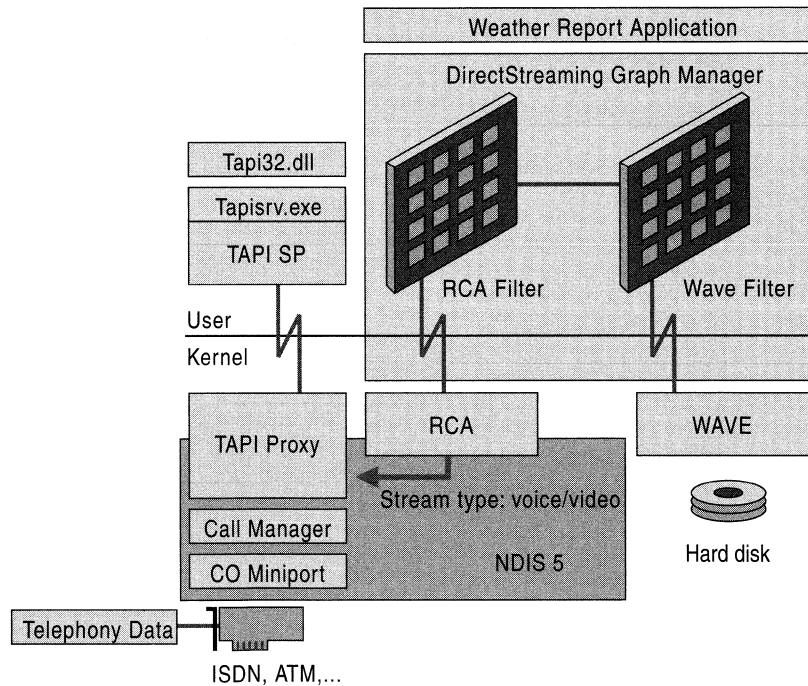 Weather Report Application
DirectStreaming Graph Manager
Tapi32.dll
Tapisrv.exe
TAPI SP
RCA Filter
Wave Filter
User
Kernel
TAPI Proxy
RCA
WAVE
Stream type: voice/video
Call Manager
CO Miniport
NDIS 5
Hard disk
Telephony Data
ISDN, ATM,...